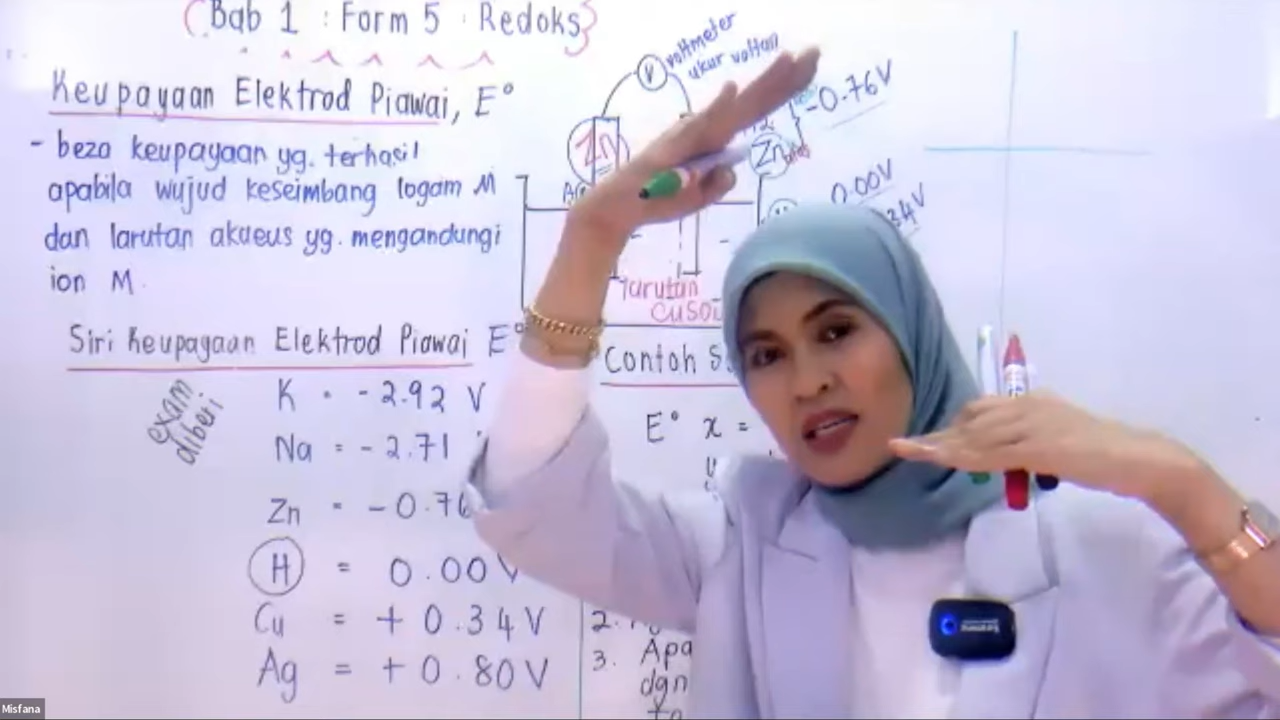 (Bab 1 : Form 5 : Redoks}
Keupayaan Elektrod Piawai, E°
- beza keupayaan yg. terhasil
apabila wujud keseimbang logam M
dan larutan akueus yg. mengandungi
ion M.
voltmeter
ukur voltan
V
Zn
-0.76V
Zn
0.00V
34V
larutan
Siri Keupayaan Elektrod Piawai E°
exam
diberi
K = -2.92 V
Na = -2.71
Zn = -0.76
H = 0.00 V
Cu = +0.34 V
Ag = +0.80V
Contoh
E° x =
2.
3. Apa
dgn
Misfana